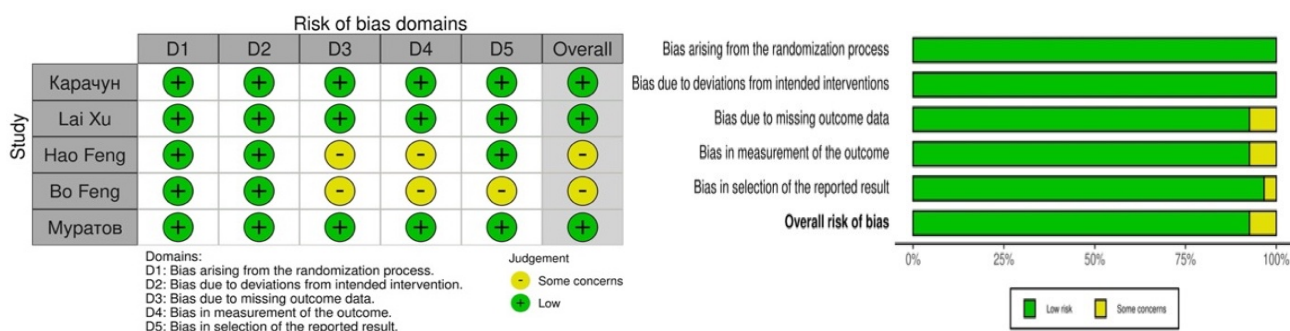 Risk of bias domains
D1 D2 D3 D4 D5 Overall
Study
Карачун + + + + + +
Lai Xu + + + + + +
Hao Feng + + - - + -
Bo Feng + + - - - -
Муратов + + + + + +
Domains:
D1: Bias arising from the randomization process.
D2: Bias due to deviations from intended intervention.
D3: Bias due to missing outcome data.
D4: Bias in measurement of the outcome.
D5: Bias in selection of the reported result.
Judgement
- Some concerns
+ Low
Bias arising from the randomization process
Bias due to deviations from intended interventions
Bias due to missing outcome data
Bias in measurement of the outcome
Bias in selection of the reported result
Overall risk of bias
0% 25% 50% 75% 100%
Low risk Some concerns